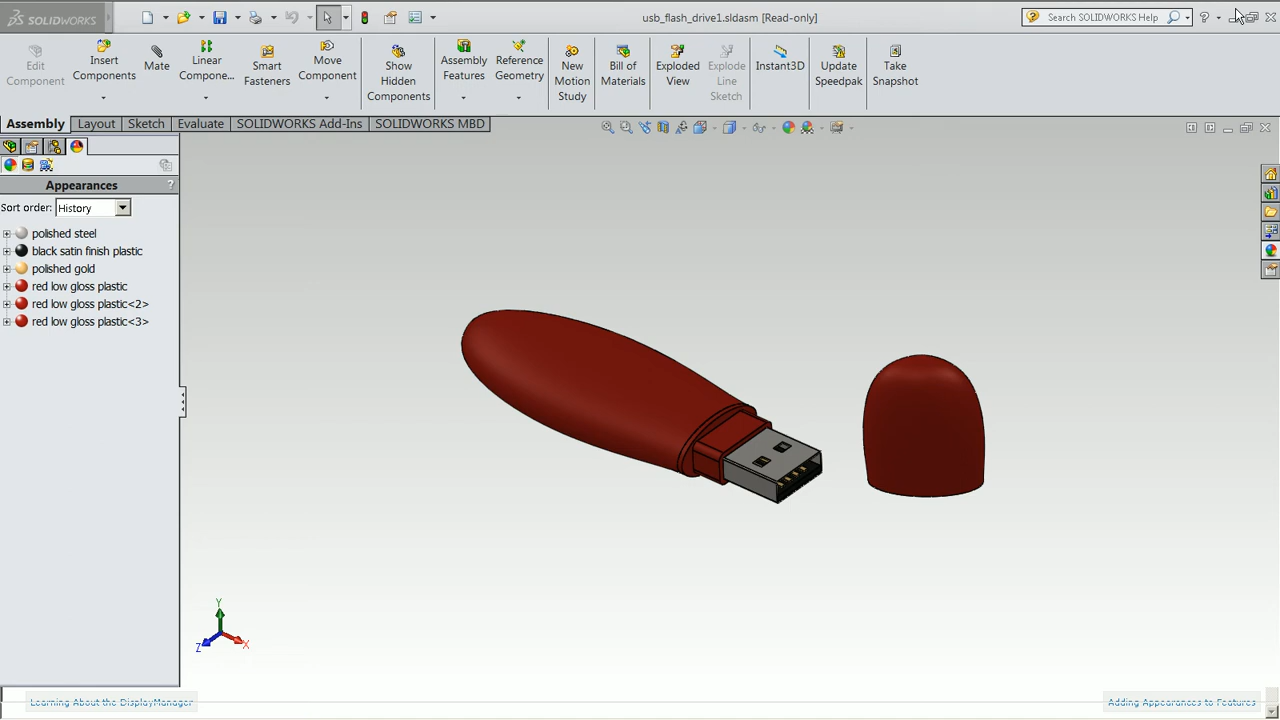 SOLIDWORKS
usb_flash_drive1.sldasm [Read-only]
Search SOLIDWORKS Help
?
Edit Component
Insert Components
Mate
Linear Compone...
Smart Fasteners
Move Component
Show Hidden Components
Assembly Features
Reference Geometry
New Motion Study
Bill of Materials
Exploded View
Explode Line Sketch
Instant3D
Update Speedpak
Take Snapshot
Assembly
Layout
Sketch
Evaluate
SOLIDWORKS Add-Ins
SOLIDWORKS MBD
Appearances
?
Sort order: History
polished steel
black satin finish plastic
polished gold
red low gloss plastic
red low gloss plastic<2>
red low gloss plastic<3>
Y
Z
X
Learning About the DisplayManager
Adding Appearances to Features